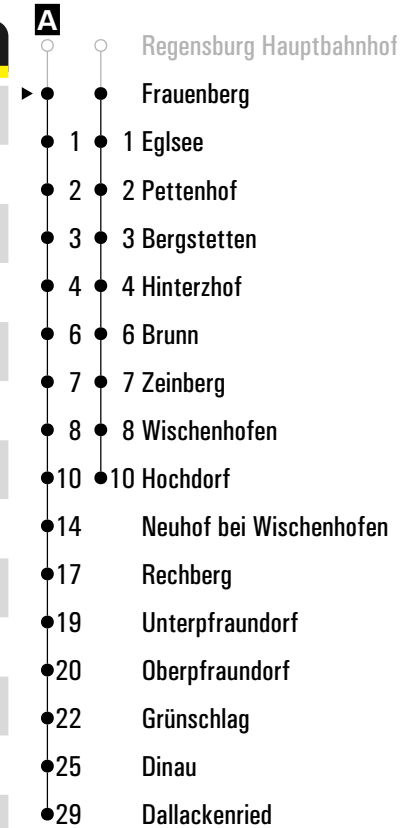 A
Regensburg Hauptbahnhof
Frauenberg
1 1 Eglsee
2 2 Pettenhof
3 3 Bergstetten
4 4 Hinterzhof
6 6 Brunn
7 7 Zeinberg
8 8 Wischenhofen
10 10 Hochdorf
14 Neuhof bei Wischenhofen
17 Rechberg
19 Unterpfraundorf
20 Oberpfraundorf
22 Grünschlag
25 Dinau
29 Dallackenried